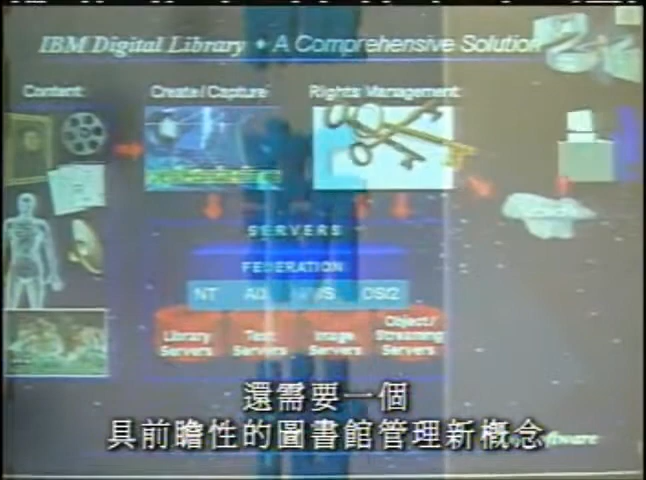 IBM Digital Library • A Comprehensive Solution
Content:
Create/Capture
Rights Management:
SERVERS
FEDERATION
NT
OS/2
Library Servers
Text Servers
Image Servers
Object/ Streaming Servers
還需要一個
具前瞻性的圖書館管理新概念